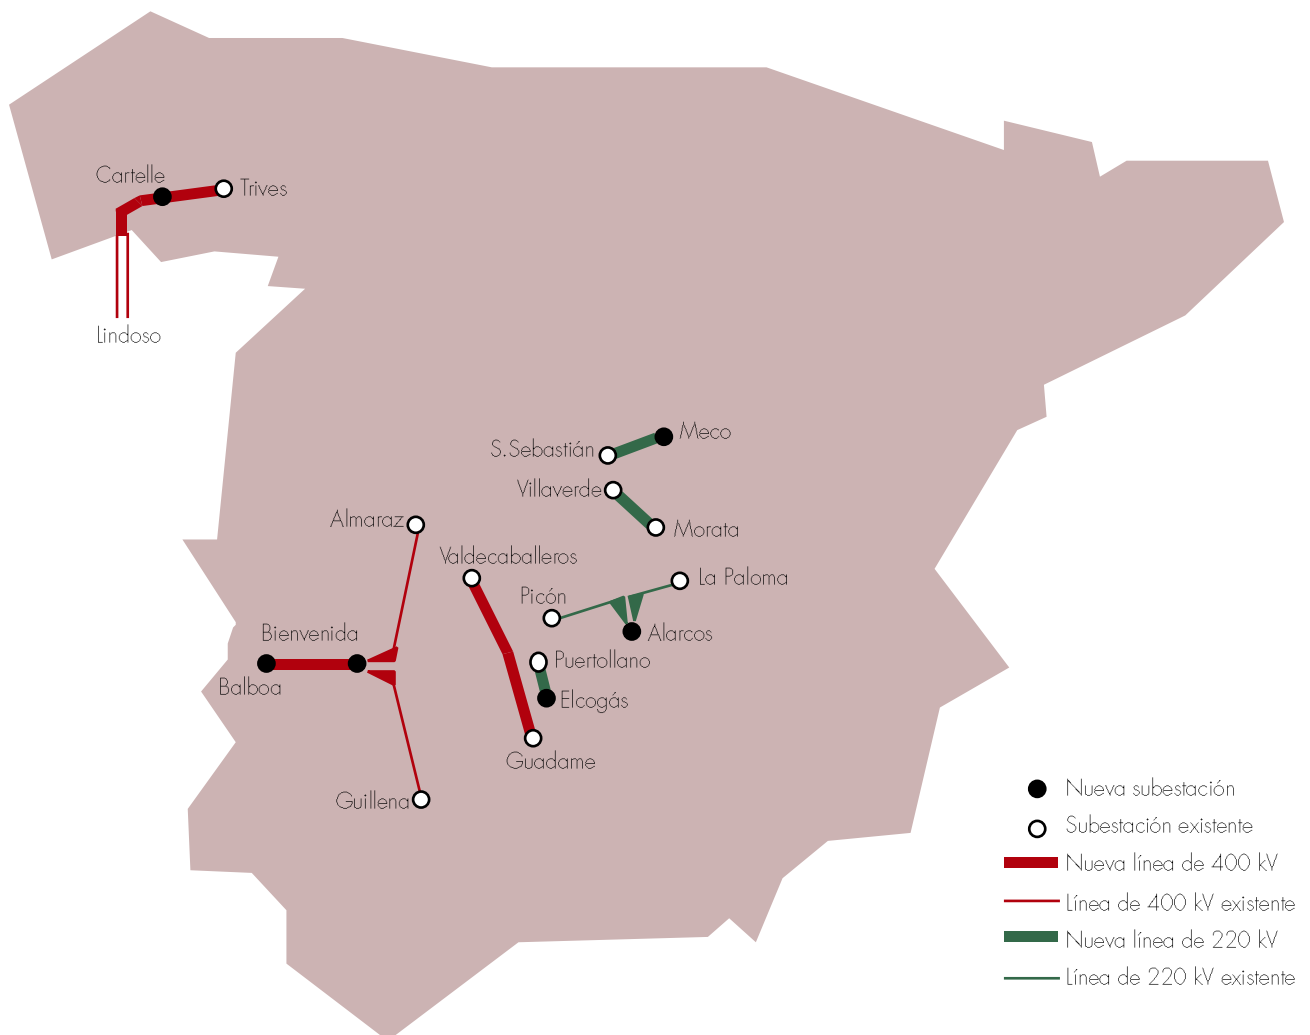 Cartelle
Trives
Lindoso
Meco
S.Sebastián
Villaverde
Almaraz
Morata
Valdecaballeros
La Paloma
Picón
Bienvenida
Alarcos
Puertollano
Balboa
Elcogás
Guadame
Guillena
Nueva subestación
Subestación existente
Nueva línea de 400 kV
Línea de 400 kV existente
Nueva línea de 220 kV
Línea de 220 kV existente